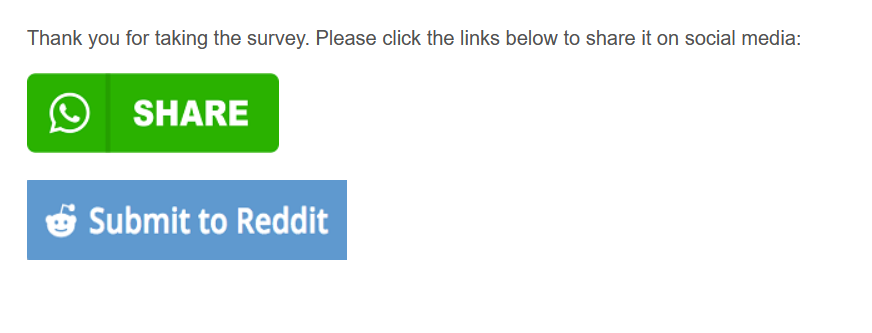 Thank you for taking the survey. Please click the links below to share it on social media:
SHARE
Submit to Reddit